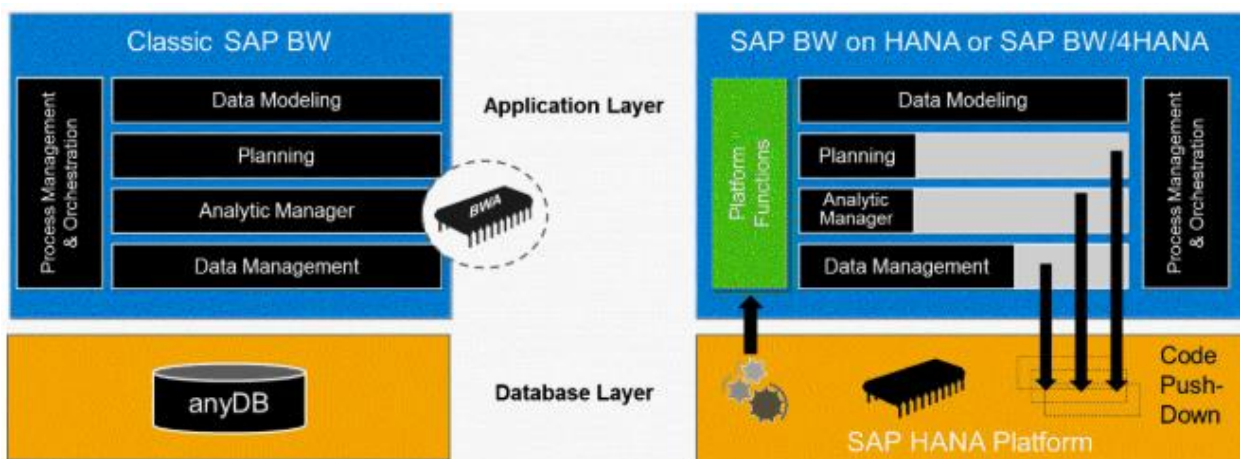 Classic SAP BW
Process Management
& Orchestration
Data Modeling
Planning
Analytic Manager
Data Management
BWA
anyDB
Application Layer
Database Layer
SAP BW on HANA or SAP BW/4HANA
Platform
Functions
Data Modeling
Planning
Analytic
Manager
Data Management
Process Management
& Orchestration
Code
Push-
Down
SAP HANA Platform